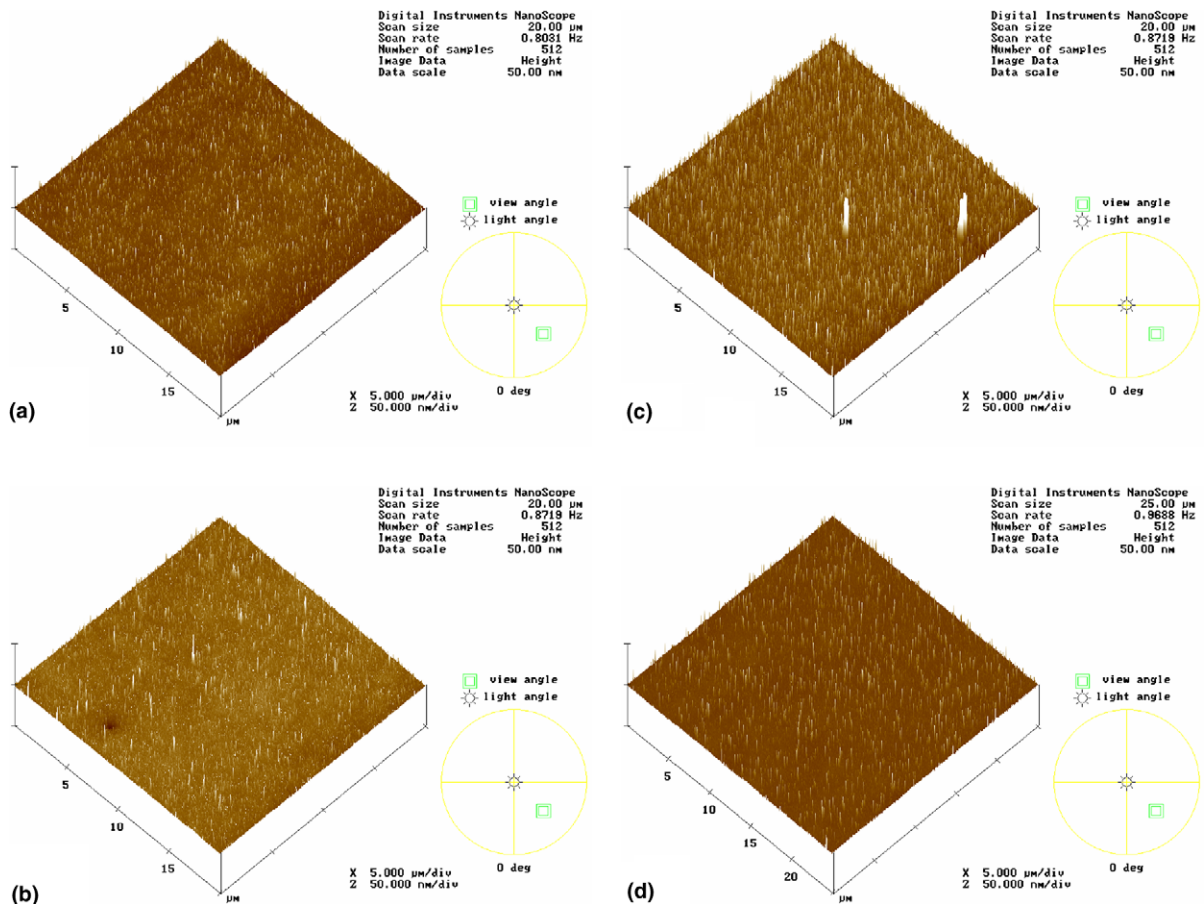 Digital Instruments NanoScope
Scan size 20.00 µm
Scan rate 0.8031 Hz
Number of samples 512
Image Data Height
Data scale 50.00 nm
view angle
light angle
0 deg
5
10
15
µm
X 5.000 µm/div
Z 50.000 nm/div
(a)
Digital Instruments NanoScope
Scan size 20.00 µm
Scan rate 0.8719 Hz
Number of samples 512
Image Data Height
Data scale 50.00 nm
view angle
light angle
0 deg
5
10
15
µm
X 5.000 µm/div
Z 50.000 nm/div
(c)
Digital Instruments NanoScope
Scan size 20.00 µm
Scan rate 0.8719 Hz
Number of samples 512
Image Data Height
Data scale 50.00 nm
view angle
light angle
0 deg
5
10
15
µm
X 5.000 µm/div
Z 50.000 nm/div
(b)
Digital Instruments NanoScope
Scan size 25.00 µm
Scan rate 0.9688 Hz
Number of samples 512
Image Data Height
Data scale 50.00 nm
view angle
light angle
0 deg
5
10
15
20
µm
X 5.000 µm/div
Z 50.000 nm/div
(d)